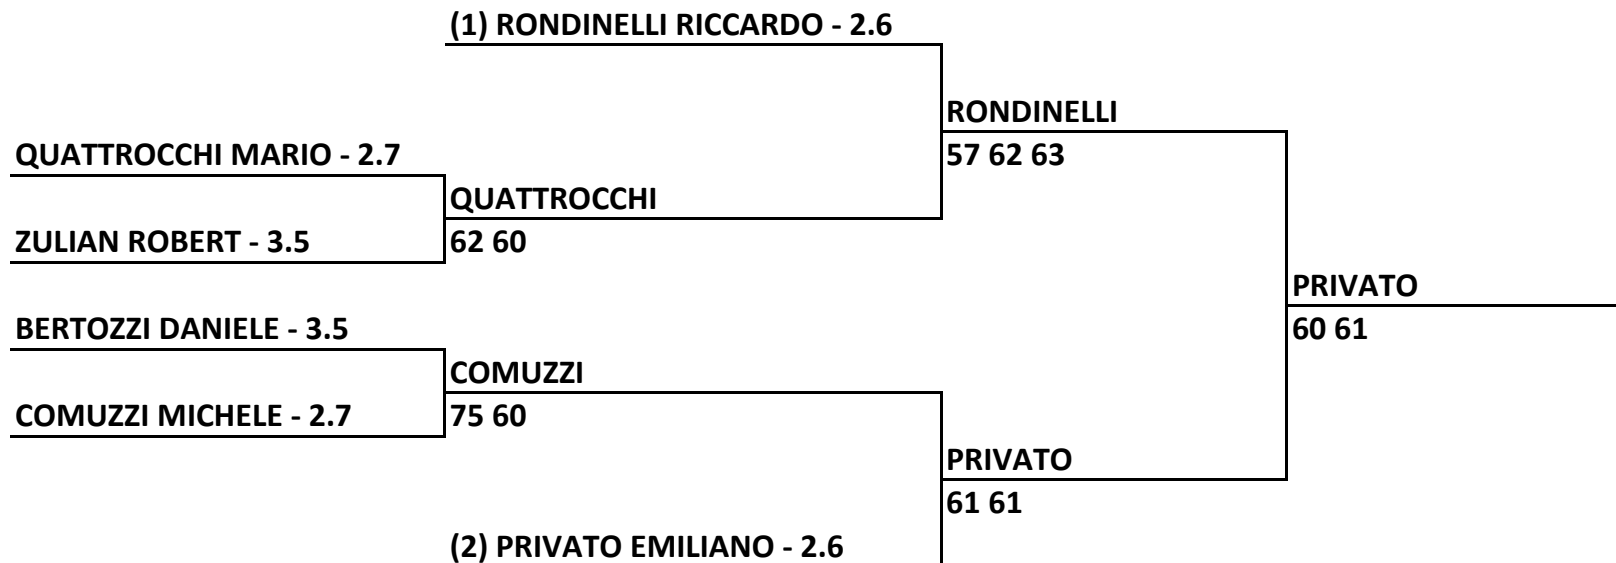 (1) RONDINELLI RICCARDO - 2.6
RONDINELLI
QUATTROCCHI MARIO - 2.7
57 62 63
QUATTROCCHI
ZULIAN ROBERT - 3.5
62 60
PRIVATO
BERTOZZI DANIELE - 3.5
60 61
COMUZZI
COMUZZI MICHELE - 2.7
75 60
PRIVATO
61 61
(2) PRIVATO EMILIANO - 2.6